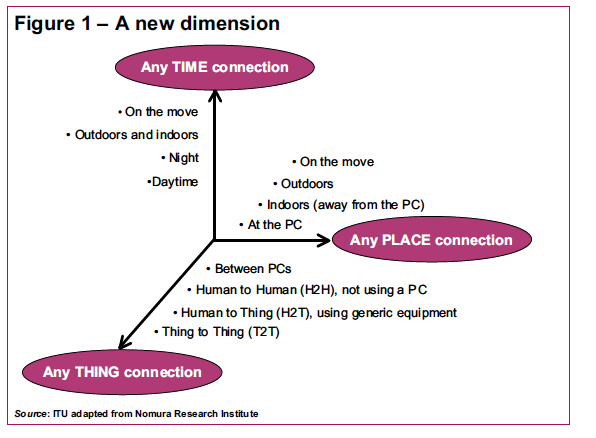 Figure 1 – A new dimension
Any TIME connection
• On the move
• Outdoors and indoors
• Night
•Daytime
• On the move
• Outdoors
• Indoors (away from the PC)
• At the PC
Any PLACE connection
• Between PCs
• Human to Human (H2H), not using a PC
• Human to Thing (H2T), using generic equipment
• Thing to Thing (T2T)
Any THING connection
Source: ITU adapted from Nomura Research Institute